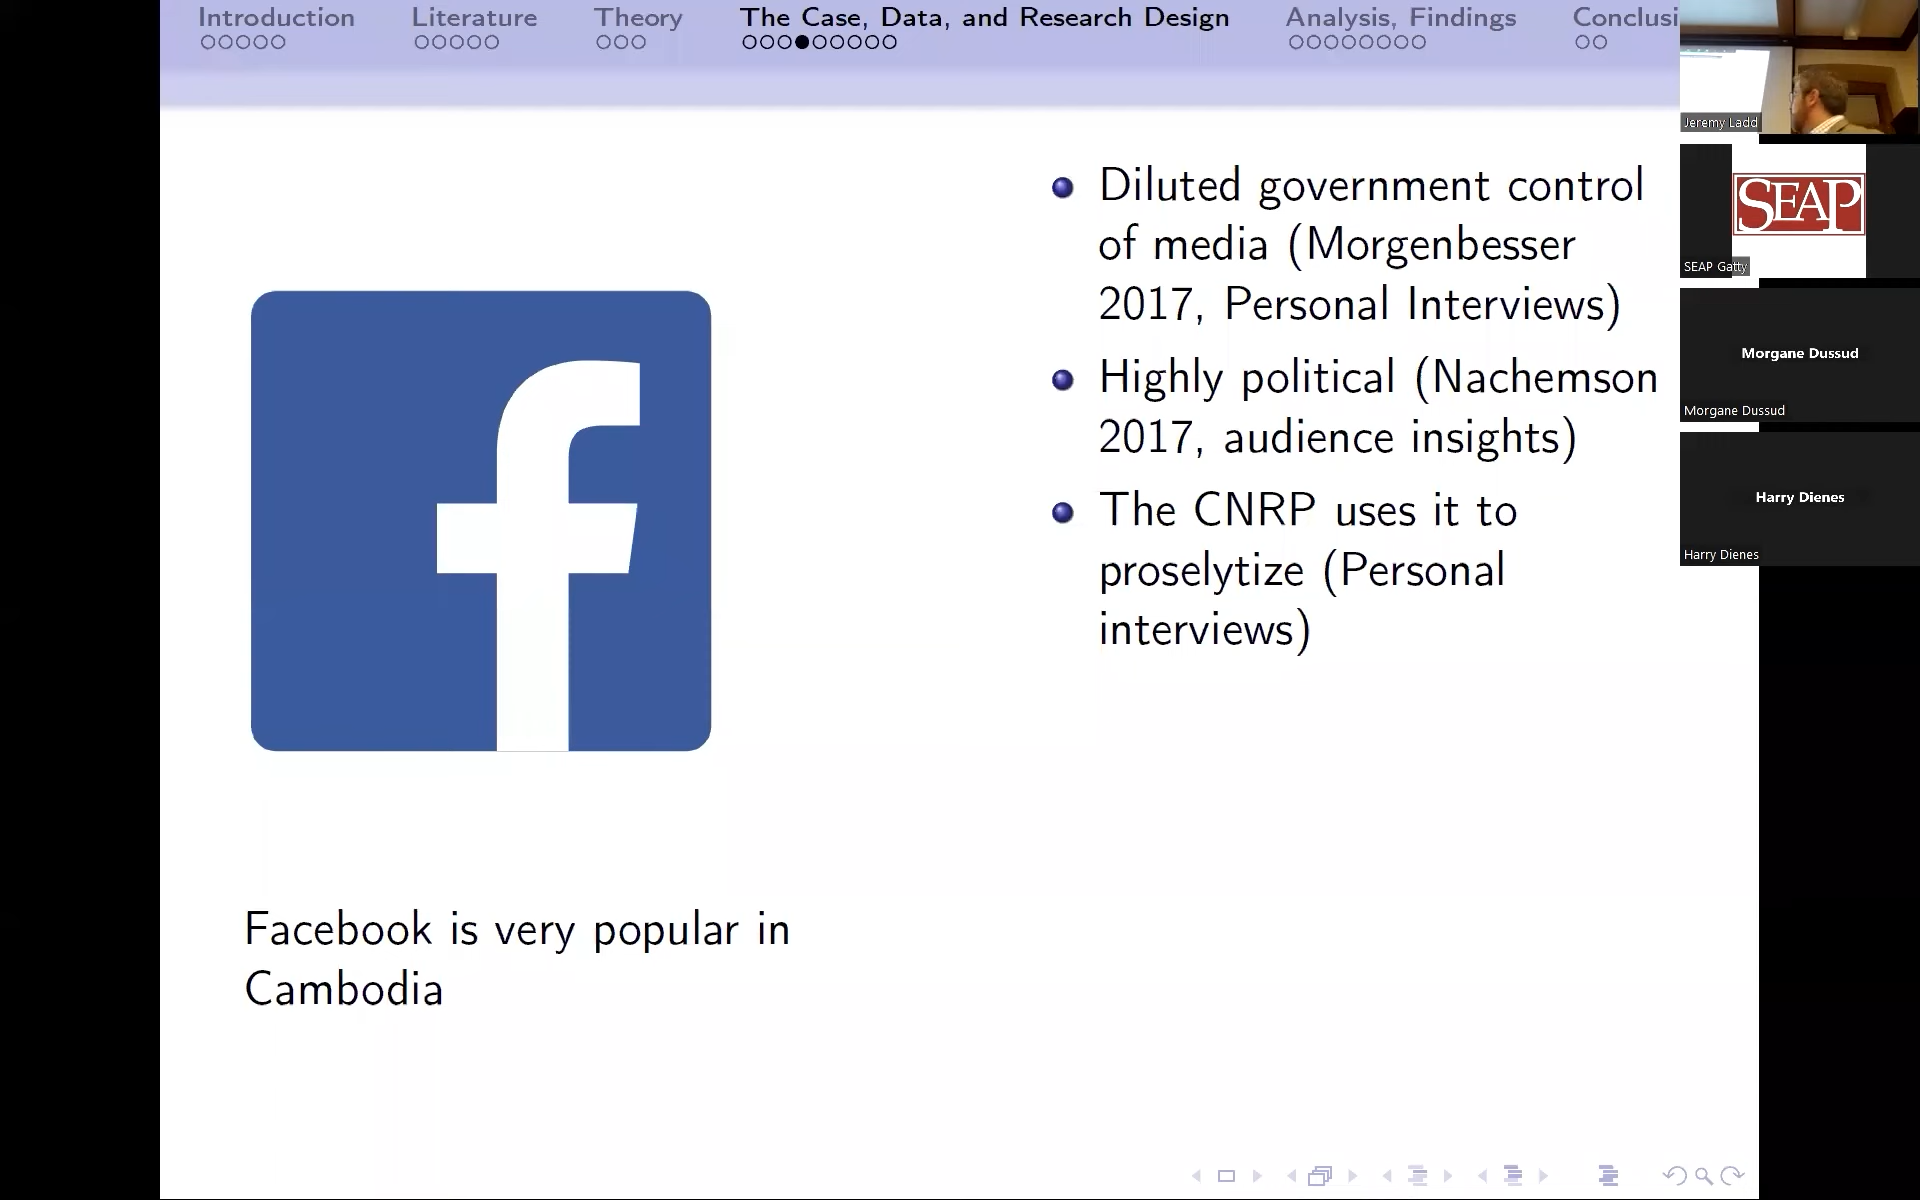 Introduction
Literature
Theory
The Case, Data, and Research Design
Analysis, Findings
Conclusi
Diluted government control
of media (Morgenbesser
2017, Personal Interviews)
Highly political (Nachemson
2017, audience insights)
The CNRP uses it to
proselytize (Personal
interviews)
Facebook is very popular in
Cambodia
Jeremy Ladd
SEAP
SEAP Gatty
Morgane Dussud
Morgane Dussud
Harry Dienes
Harry Dienes